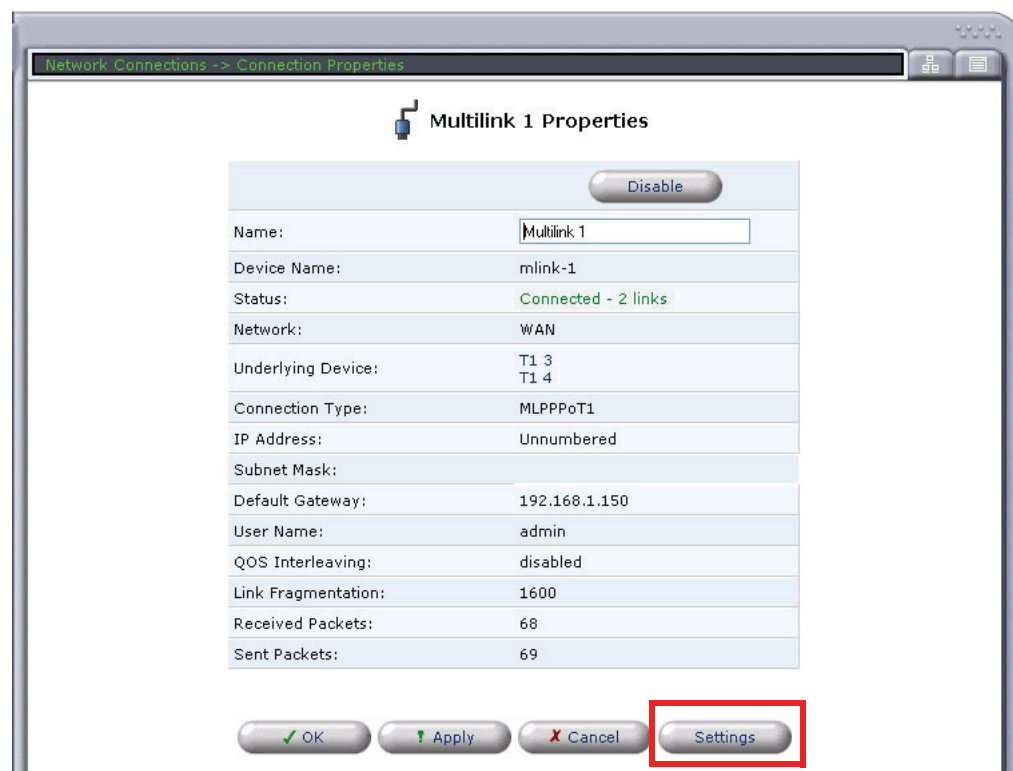 Network Connections -> Connection Properties
Multilink 1 Properties
Disable
Name: Multilink 1
Device Name: mlink-1
Status: Connected - 2 links
Network: WAN
Underlying Device: T1 3
T1 4
Connection Type: MLPPPoT1
IP Address: Unnumbered
Subnet Mask:
Default Gateway: 192.168.1.150
User Name: admin
QOS Interleaving: disabled
Link Fragmentation: 1600
Received Packets: 68
Sent Packets: 69
OK Apply Cancel Settings